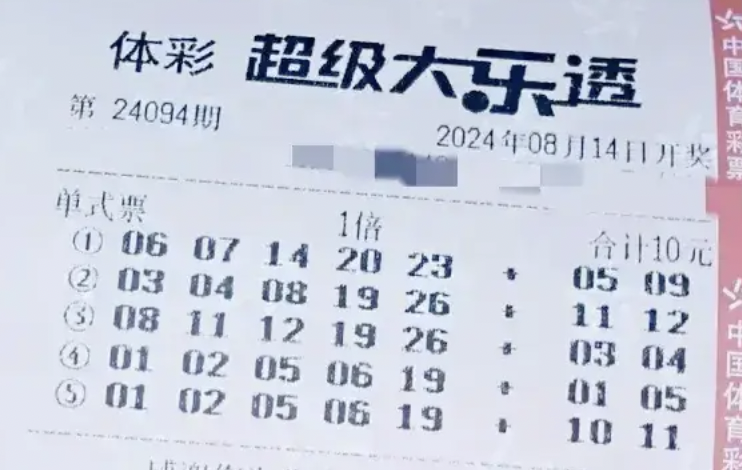 体彩 超级大乐透
第 24094期
2024年08月14日开奖
单式票 1倍 合计10元
① 06 07 14 20 23 + 05 09
② 03 04 08 19 26 + 11 12
③ 08 11 12 19 26 + 03 04
④ 01 02 05 06 19 + 01 05
⑤ 01 02 05 06 19 + 10 11
中国体育彩票
中国体育彩